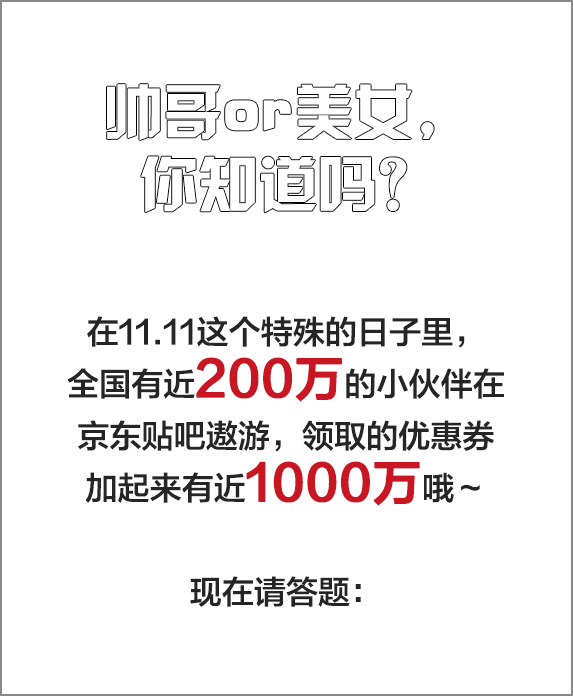 帅哥or美女，
你知道吗？
在11.11这个特殊的日子里，
全国有近200万的小伙伴在
京东贴吧遨游，领取的优惠券
加起来有近1000万哦～
现在请答题：